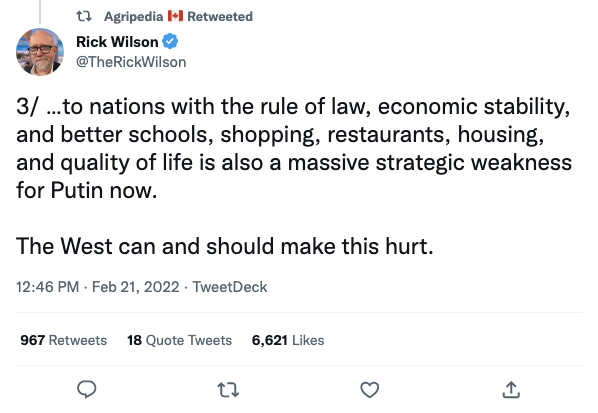 Agripedia 🇨🇦 Retweeted
Rick Wilson
@TheRickWilson
3/ ...to nations with the rule of law, economic stability,
and better schools, shopping, restaurants, housing,
and quality of life is also a massive strategic weakness
for Putin now.
The West can and should make this hurt.
12:46 PM · Feb 21, 2022 · TweetDeck
967 Retweets 18 Quote Tweets 6,621 Likes